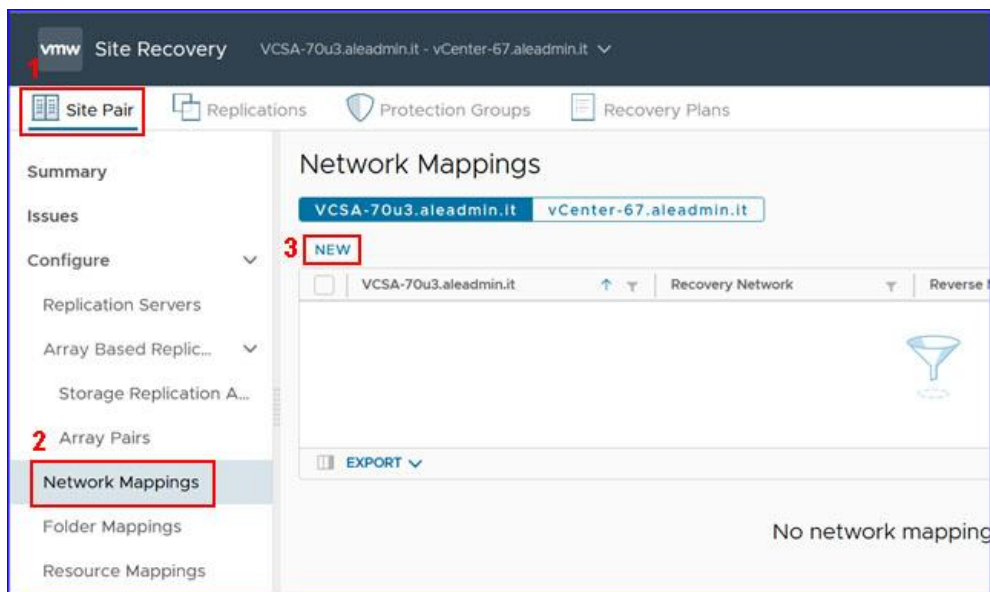 vmw Site Recovery VCSA-70u3.aleadmin.it - vCenter-67.aleadmin.it
1
Site Pair Replications Protection Groups Recovery Plans
Summary
Issues
Configure
Replication Servers
Array Based Replic...
Storage Replication A...
Array Pairs
2
Network Mappings
Folder Mappings
Resource Mappings
Network Mappings
VCSA-70u3.aleadmin.it vCenter-67.aleadmin.it
3 NEW
VCSA-70u3.aleadmin.it Recovery Network Reverse
EXPORT
No network mapping